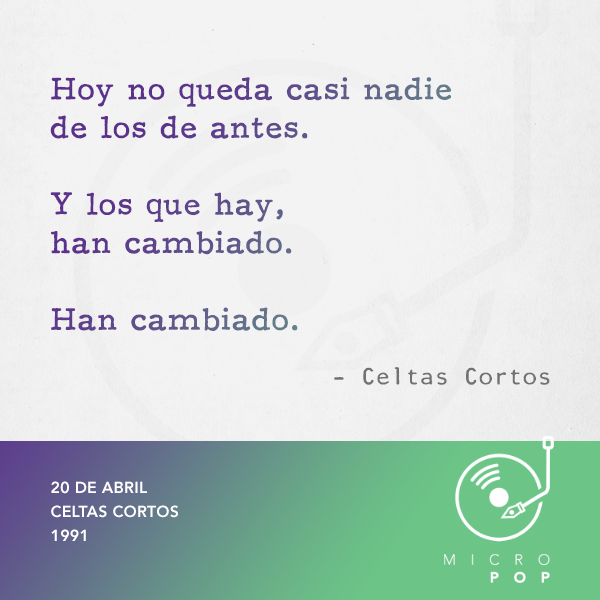 Hoy no queda casi nadie
de los de antes.
Y los que hay,
han cambiado.
Han cambiado.
– Celtas Cortos
20 DE ABRIL
CELTAS CORTOS
1991
MICRO
POP